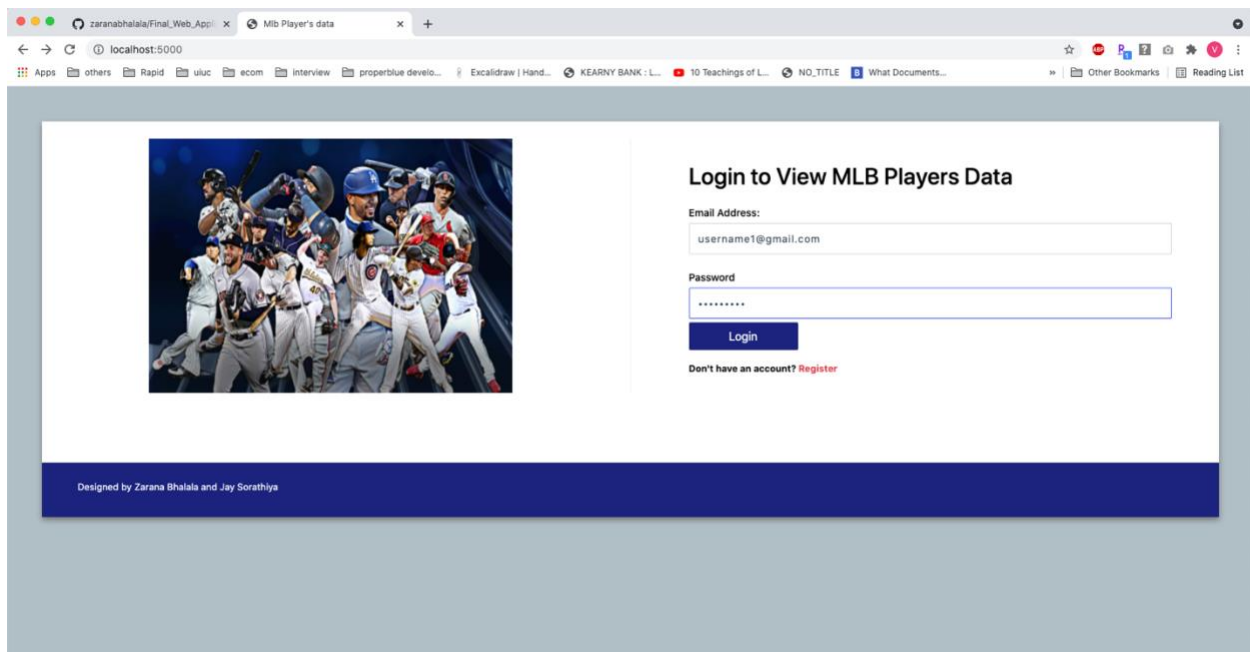 zaranabhalala/Final_Web_Appli
Mlb Player's data
localhost:5000
Apps
others
Rapid
uiuc
ecom
interview
properblue develo...
Excalidraw | Hand...
KEARNY BANK : L...
10 Teachings of L...
NO_TITLE
What Documents...
»
Other Bookmarks
Reading List
Login to View MLB Players Data
Email Address:
username1@gmail.com
Password
•••••••••
Login
Don't have an account? Register
Designed by Zarana Bhalala and Jay Sorathiya